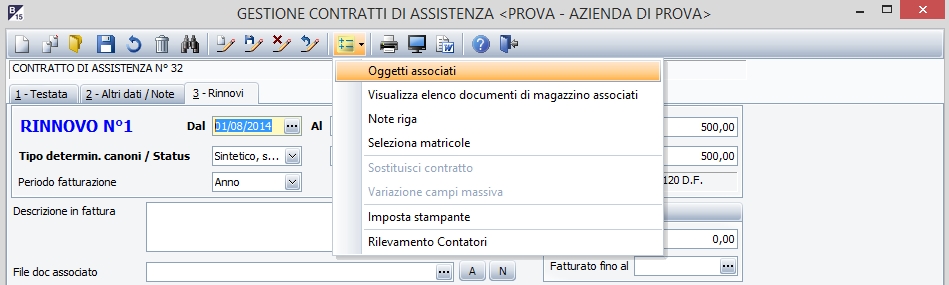 B
15
GESTIONE CONTRATTI DI ASSISTENZA <PROVA - AZIENDA DI PROVA>
CONTRATTO DI ASSISTENZA N° 32
1 - Testata
2 - Altri dati / Note
3 - Rinnovi
RINNOVO N°1
Dal
01/08/2014
Al
500,00
Tipo determin. canoni / Status
Sintetico, s...
500,00
Periodo fatturazione
Anno
120 D.F.
Descrizione in fattura
0,00
File doc associato
A
N
Fatturato fino al
Oggetti associati
Visualizza elenco documenti di magazzino associati
Note riga
Seleziona matricole
Sostituisci contratto
Variazione campi massiva
Imposta stampante
Rilevamento Contatori